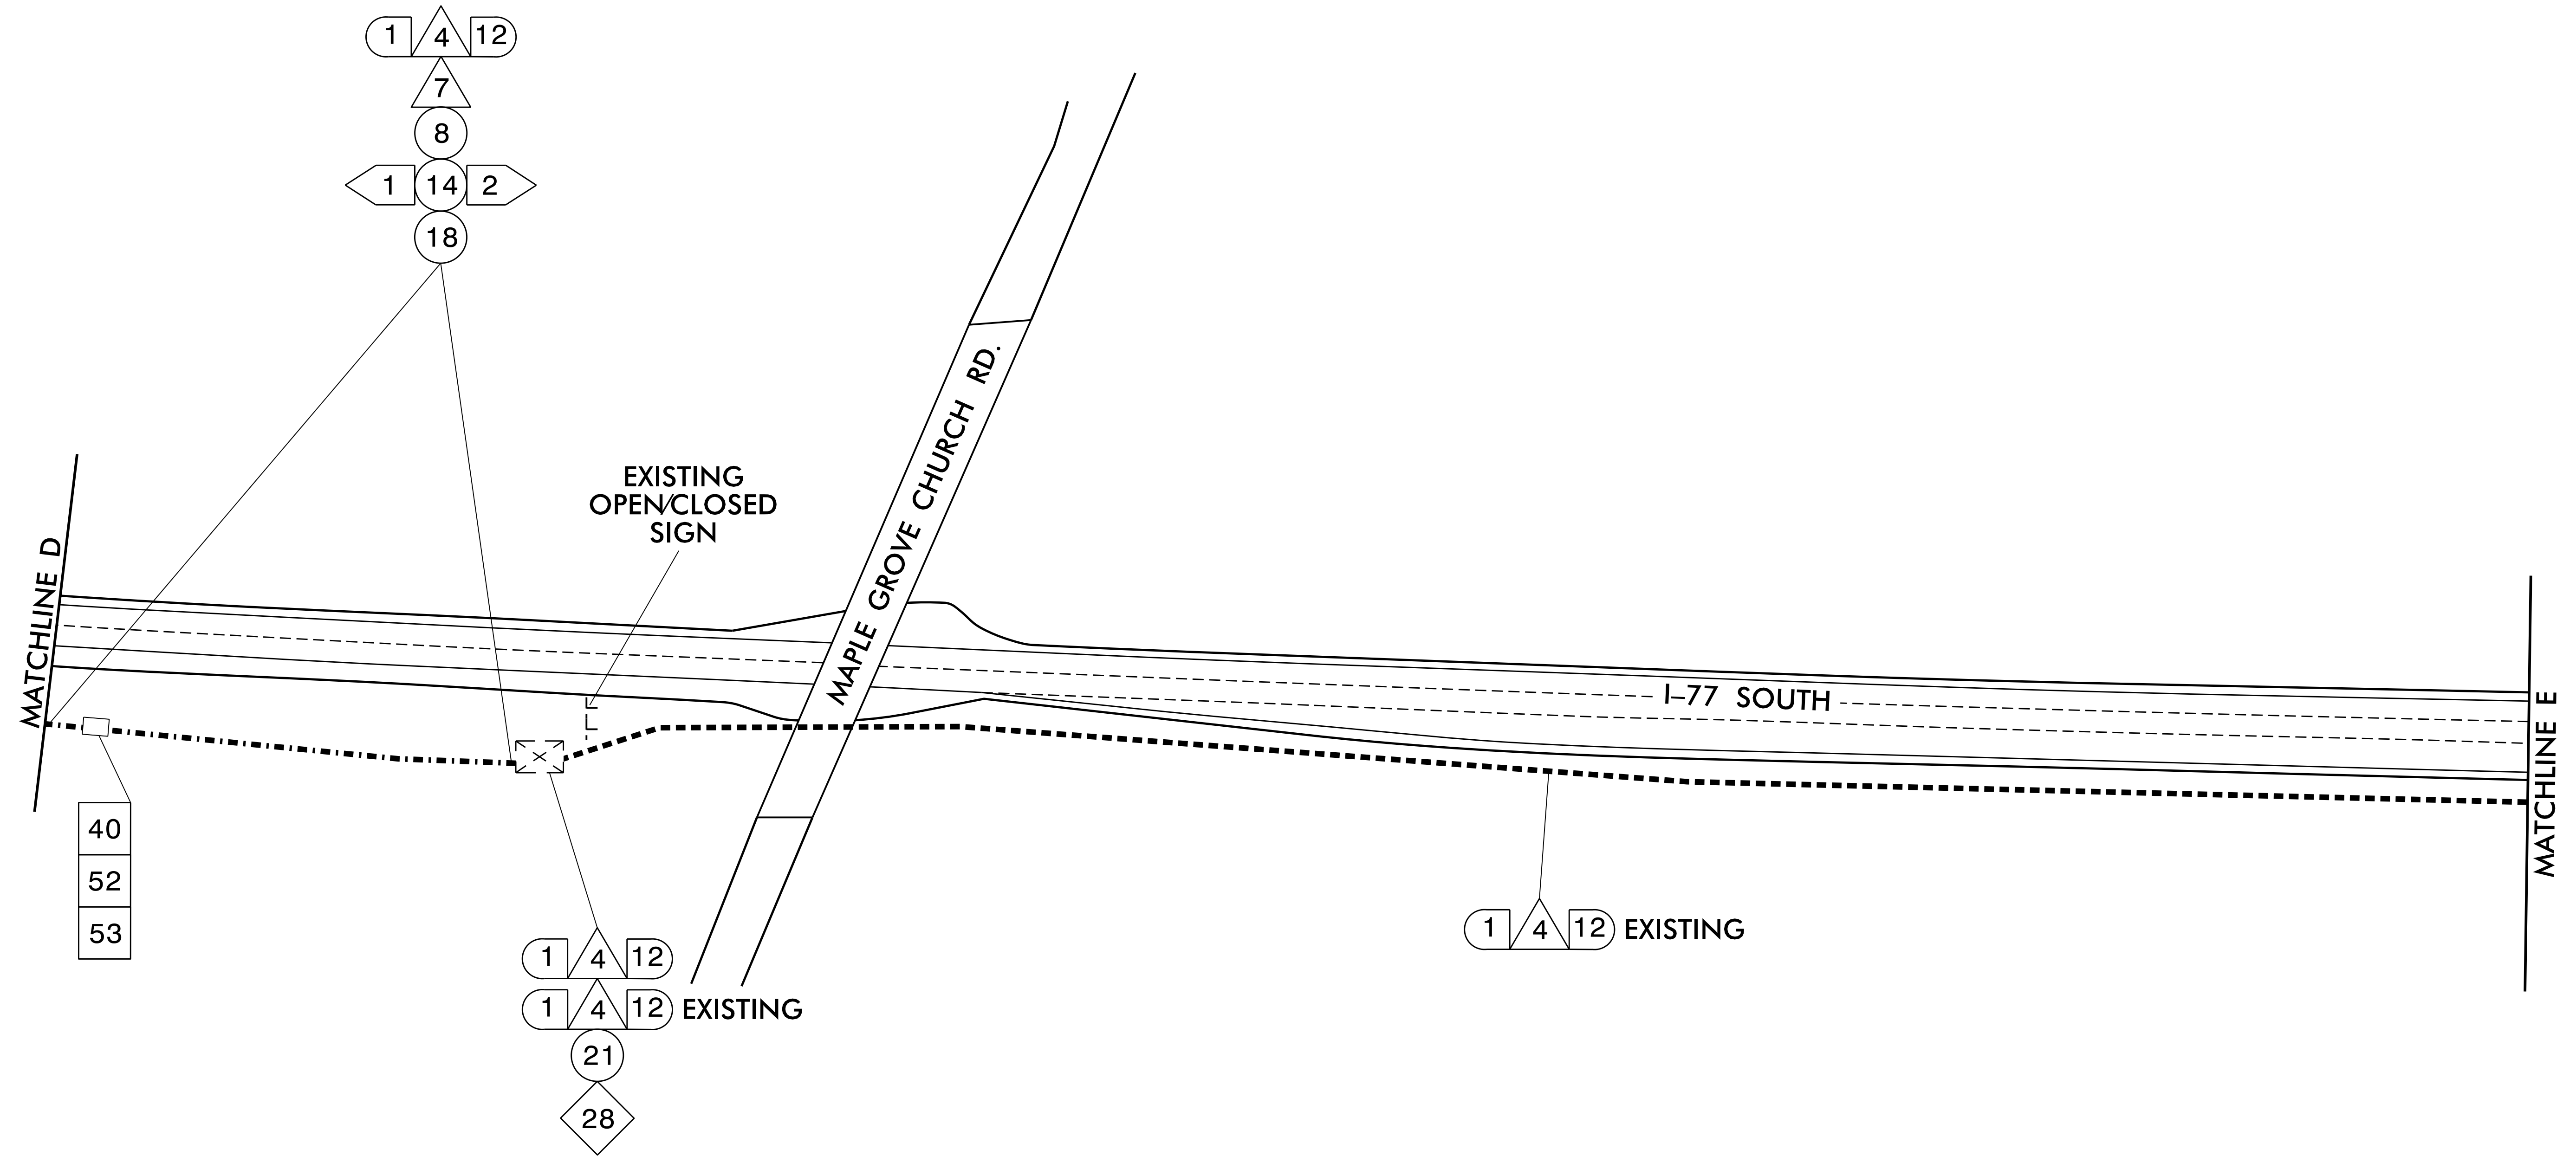 1 4 12
7
8
1 14 2
18
EXISTING
OPEN/CLOSED
SIGN
MAPLE GROVE CHURCH RD.
MATCHLINE D
I-77 SOUTH
MATCHLINE E
40
52
53
1 4 12 EXISTING
1 4 12
1 4 12 EXISTING
21
28